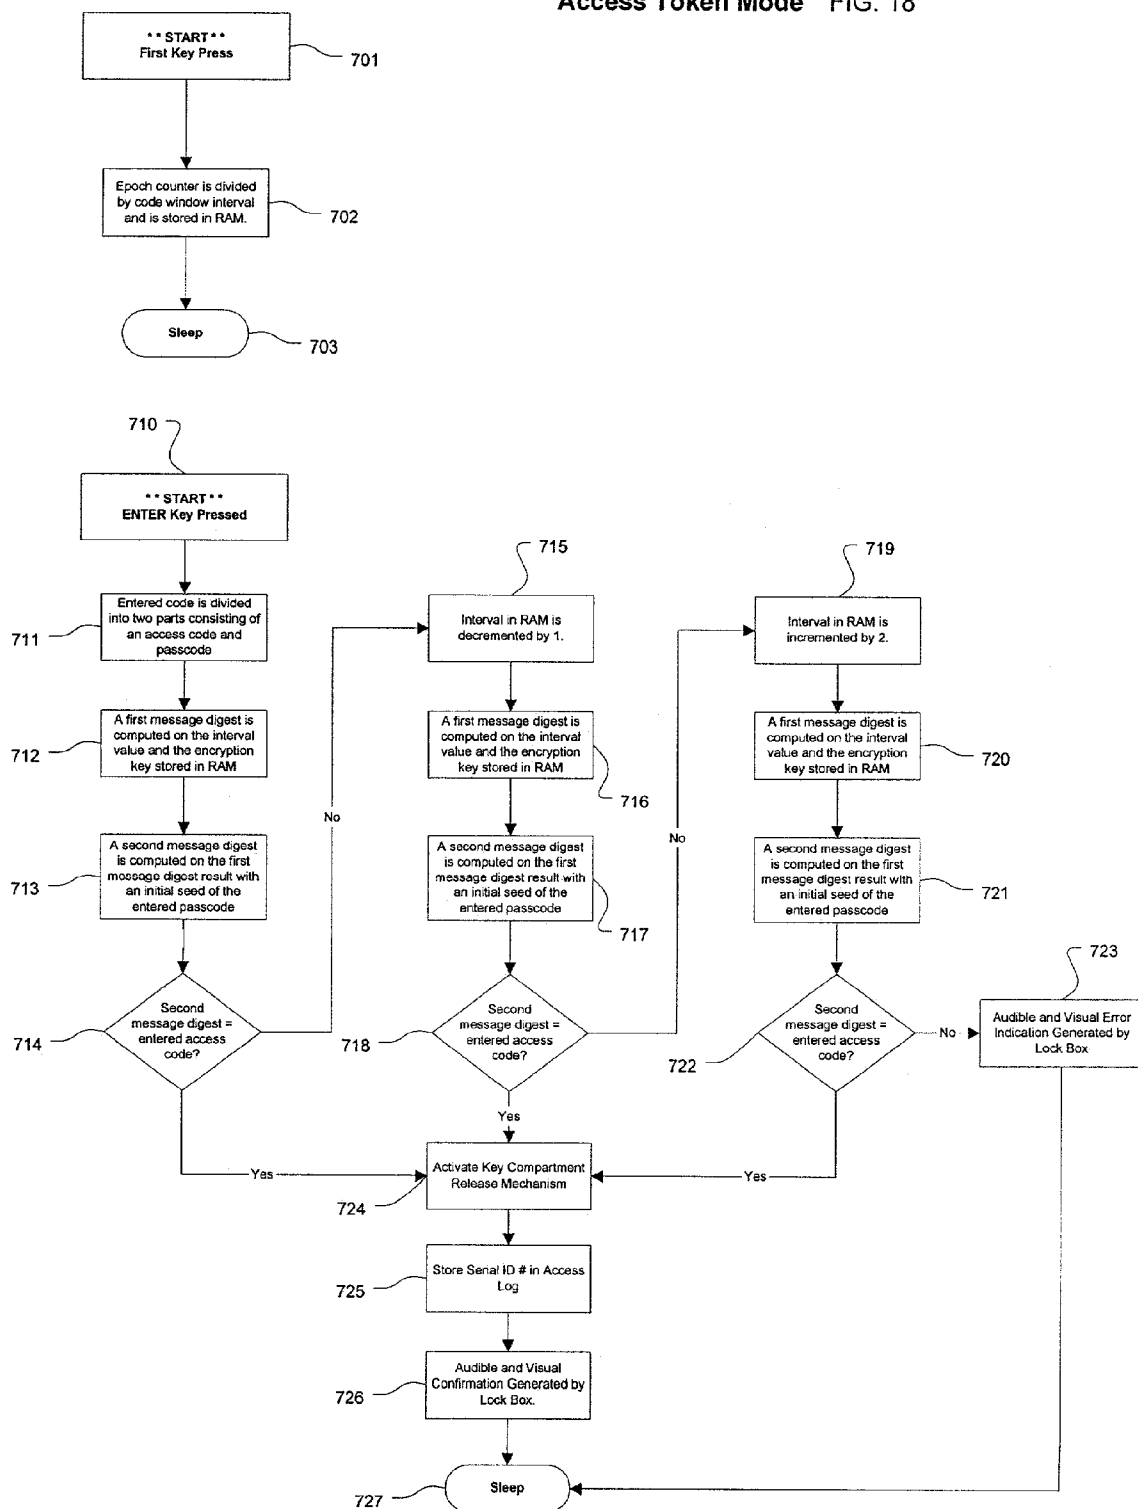 Access Token Mode FIG. 18
* * START * *
First Key Press
701
Epoch counter is divided
by code window interval
and is stored in RAM.
702
Sleep
703
710
* * START * *
ENTER Key Pressed
711
Entered code is divided
into two parts consisting of
an access code and
passcode
712
A first message digest is
computed on the interval
value and the encryption
key stored in RAM
713
A second message digest
is computed on the first
message digest result with
an initial seed of the
entered passcode
714
Second
message digest =
entered access
code?
No
Yes
715
Interval in RAM is
decremented by 1.
A first message digest is
computed on the interval
value and the encryption
key stored in RAM
716
A second message digest
is computed on the first
message digest result with
an initial seed of the
entered passcode
717
718
Second
message digest =
entered access
code?
No
Yes
719
Interval in RAM is
incremented by 2.
A first message digest is
computed on the interval
value and the encryption
key stored in RAM
720
A second message digest
is computed on the first
message digest result with
an initial seed of the
entered passcode
721
722
Second
message digest =
entered access
code?
No
Yes
723
Audible and Visual Error
Indication Generated by
Lock Box
724
Activate Key Compartment
Release Mechanism
725
Store Serial ID # in Access
Log
726
Audible and Visual
Confirmation Generated by
Lock Box.
727
Sleep